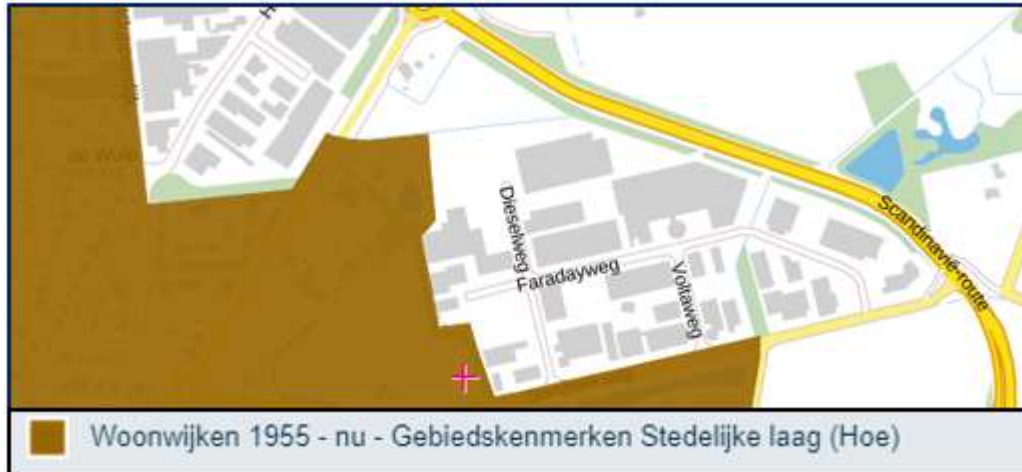 Dieselweg
Faradayweg
Voltaweg
Scandinavië-route
Woonwijken 1955 - nu - Gebiedskenmerken Stedelijke laag (Hoe)